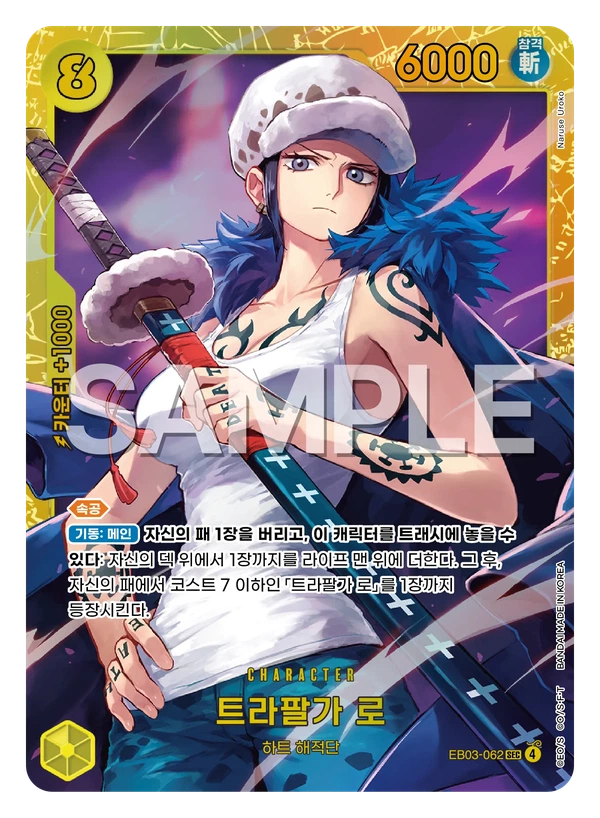 8
6000
참격
斬
Naruse Uroko
카운터 +1000
SAMPLE
DEAT
속공
기동: 메인 자신의 패 1장을 버리고, 이 캐릭터를 트래시에 놓을 수
있다: 자신의 덱 위에서 1장까지를 라이프 맨 위에 더한다. 그 후,
자신의 패에서 코스트 7 이하인 「트라팔가 로」를 1장까지
등장시킨다.
CHARACTER
트라팔가 로
하트 해적단
EB03-062 SEC 4
©EO/S ©O/S·F·T BANDAI MADE IN KOREA